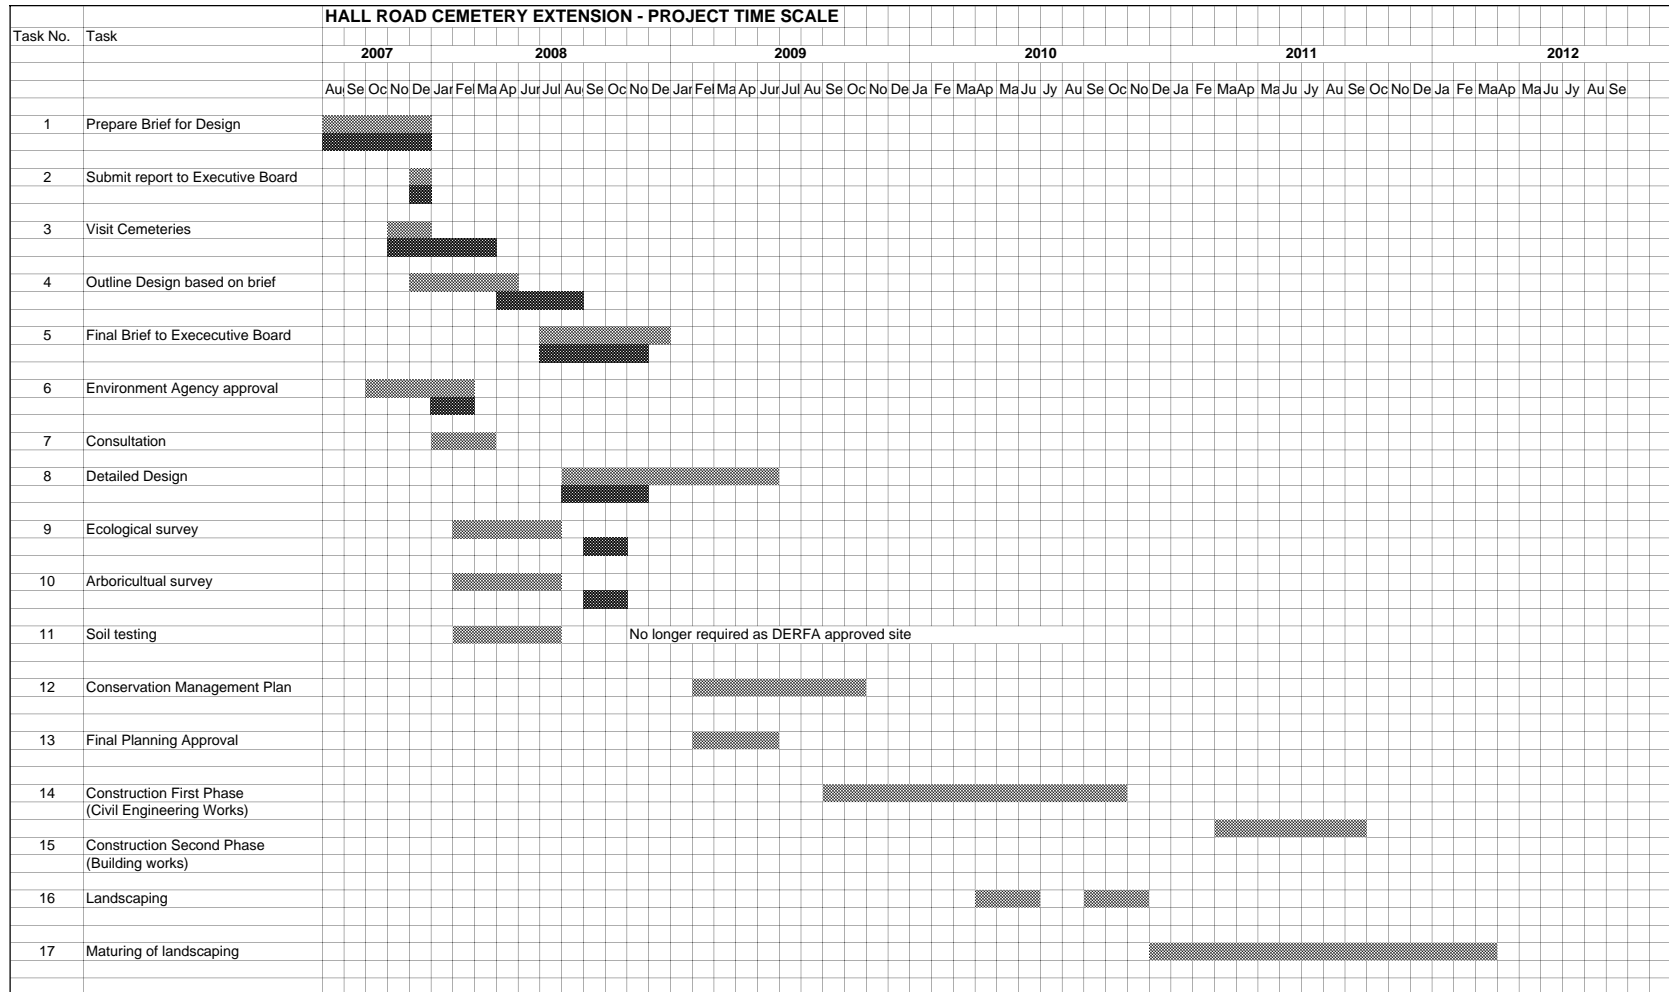 HALL ROAD CEMETERY EXTENSION - PROJECT TIME SCALE
Task No. Task
2007 2008 2009 2010 2011 2012
Au Se Oc No De Jar Fel Ma Ap Jur Jul Au Se Oc No De Jar Fel Ma Ap Jur Jul Au Se Oc No De Ja Fe Ma Ap Ma Ju Jy Au Se Oc No De Ja Fe Ma Ap Ma Ju Jy Au Se Oc No De Ja Fe Ma Ap Ma Ju Jy Au Se
1 Prepare Brief for Design
2 Submit report to Executive Board
3 Visit Cemeteries
4 Outline Design based on brief
5 Final Brief to Exececutive Board
6 Environment Agency approval
7 Consultation
8 Detailed Design
9 Ecological survey
10 Arboricultual survey
11 Soil testing No longer required as DERFA approved site
12 Conservation Management Plan
13 Final Planning Approval
14 Construction First Phase
(Civil Engineering Works)
15 Construction Second Phase
(Building works)
16 Landscaping
17 Maturing of landscaping